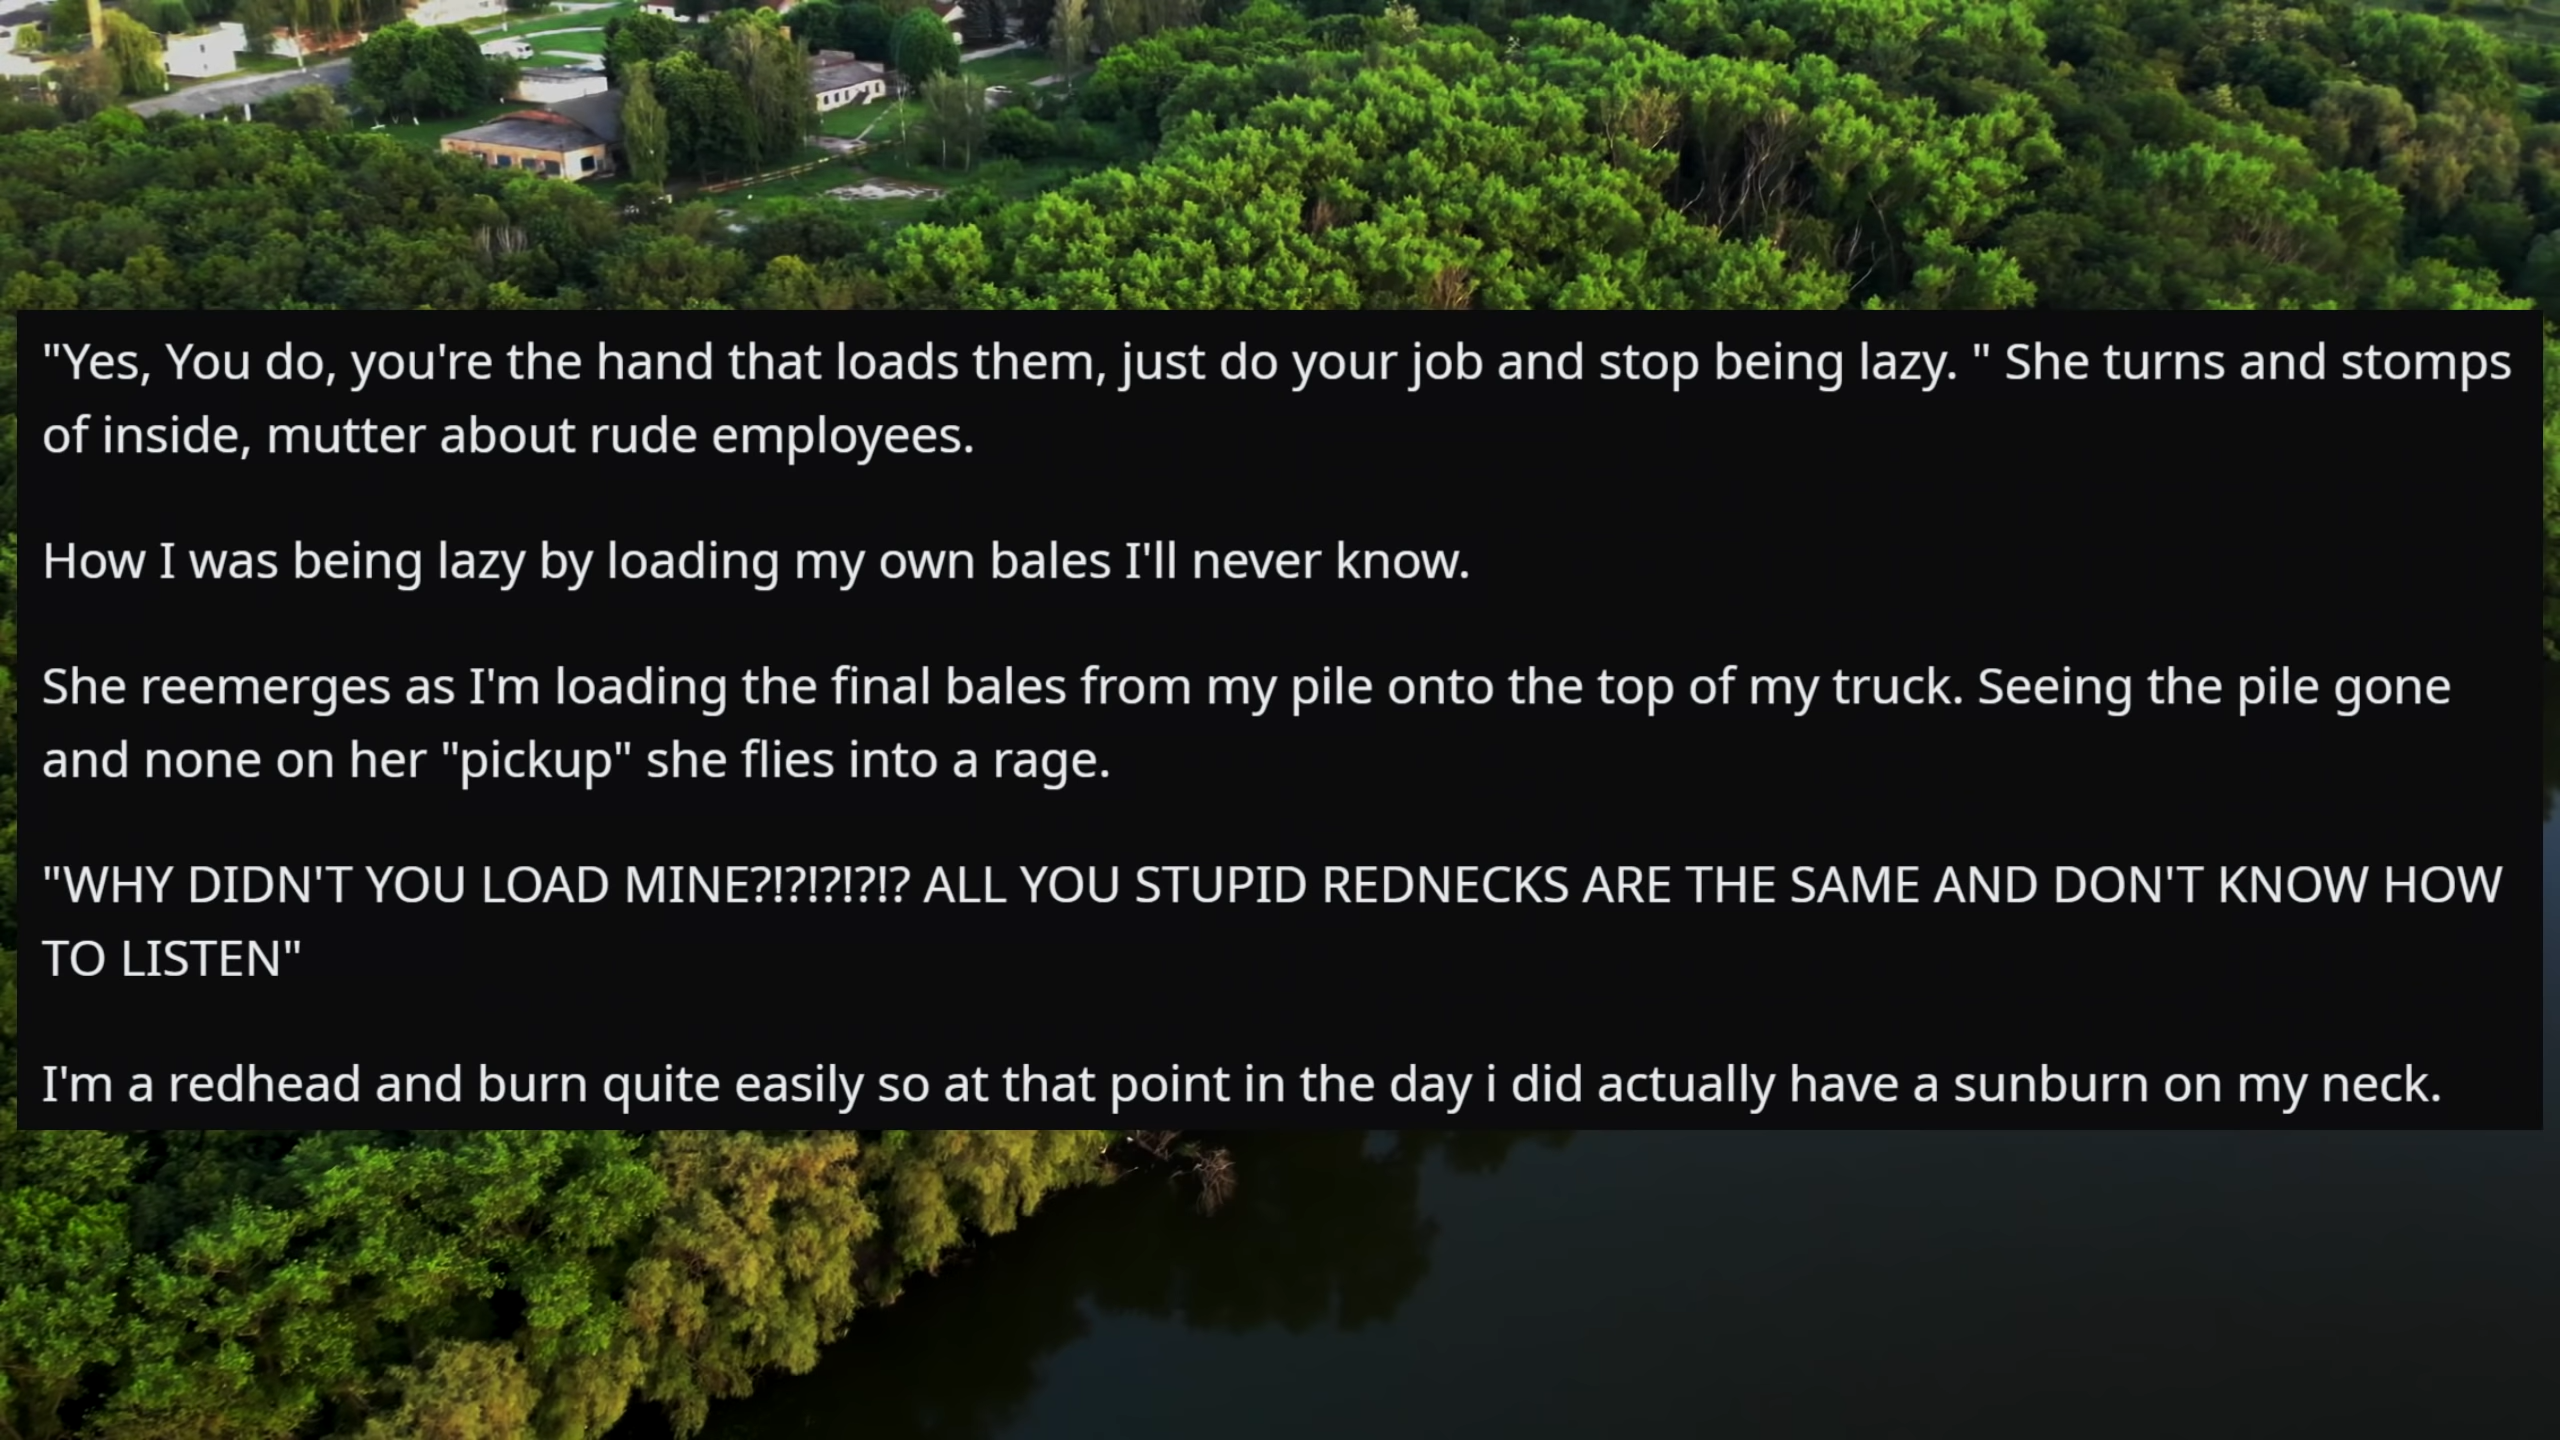 "Yes, You do, you're the hand that loads them, just do your job and stop being lazy. " She turns and stomps
of inside, mutter about rude employees.
How I was being lazy by loading my own bales I'll never know.
She reemerges as I'm loading the final bales from my pile onto the top of my truck. Seeing the pile gone
and none on her "pickup" she flies into a rage.
"WHY DIDN'T YOU LOAD MINE?!?!?!?!? ALL YOU STUPID REDNECKS ARE THE SAME AND DON'T KNOW HOW
TO LISTEN"
I'm a redhead and burn quite easily so at that point in the day i did actually have a sunburn on my neck.